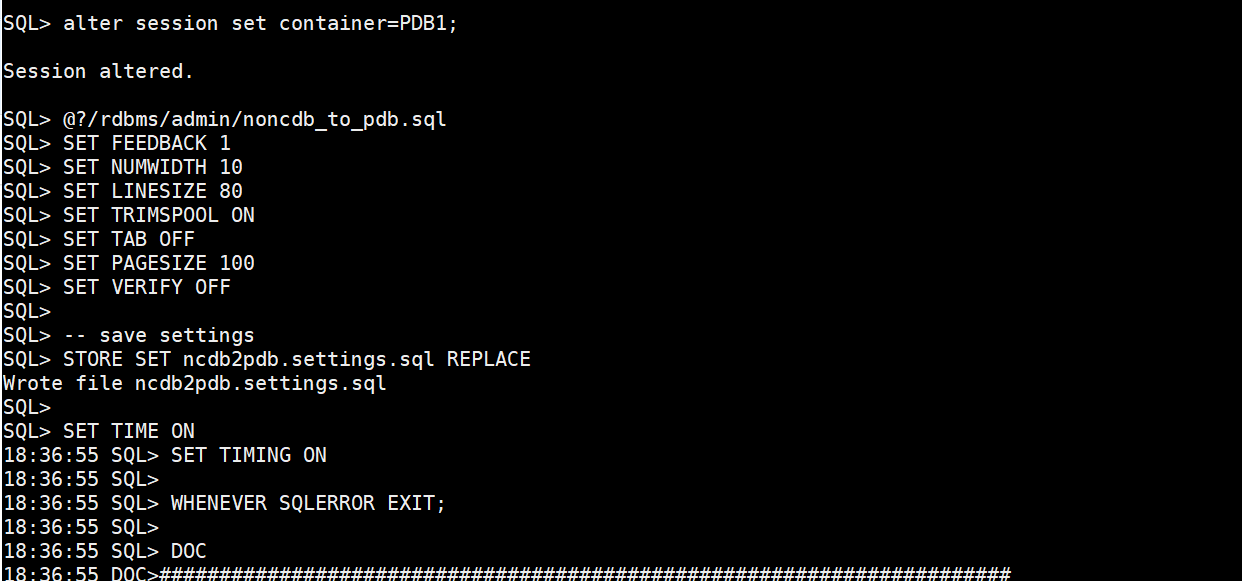 SQL> alter session set container=PDB1;
Session altered.
SQL> @?/rdbms/admin/noncdb_to_pdb.sql
SQL> SET FEEDBACK 1
SQL> SET NUMWIDTH 10
SQL> SET LINESIZE 80
SQL> SET TRIMSPOOL ON
SQL> SET TAB OFF
SQL> SET PAGESIZE 100
SQL> SET VERIFY OFF
SQL>
SQL> -- save settings
SQL> STORE SET ncdb2pdb.settings.sql REPLACE
Wrote file ncdb2pdb.settings.sql
SQL>
SQL> SET TIME ON
18:36:55 SQL> SET TIMING ON
18:36:55 SQL>
18:36:55 SQL> WHENEVER SQLERROR EXIT;
18:36:55 SQL>
18:36:55 SQL> DOC
18:36:55 DOC>#######################################################################